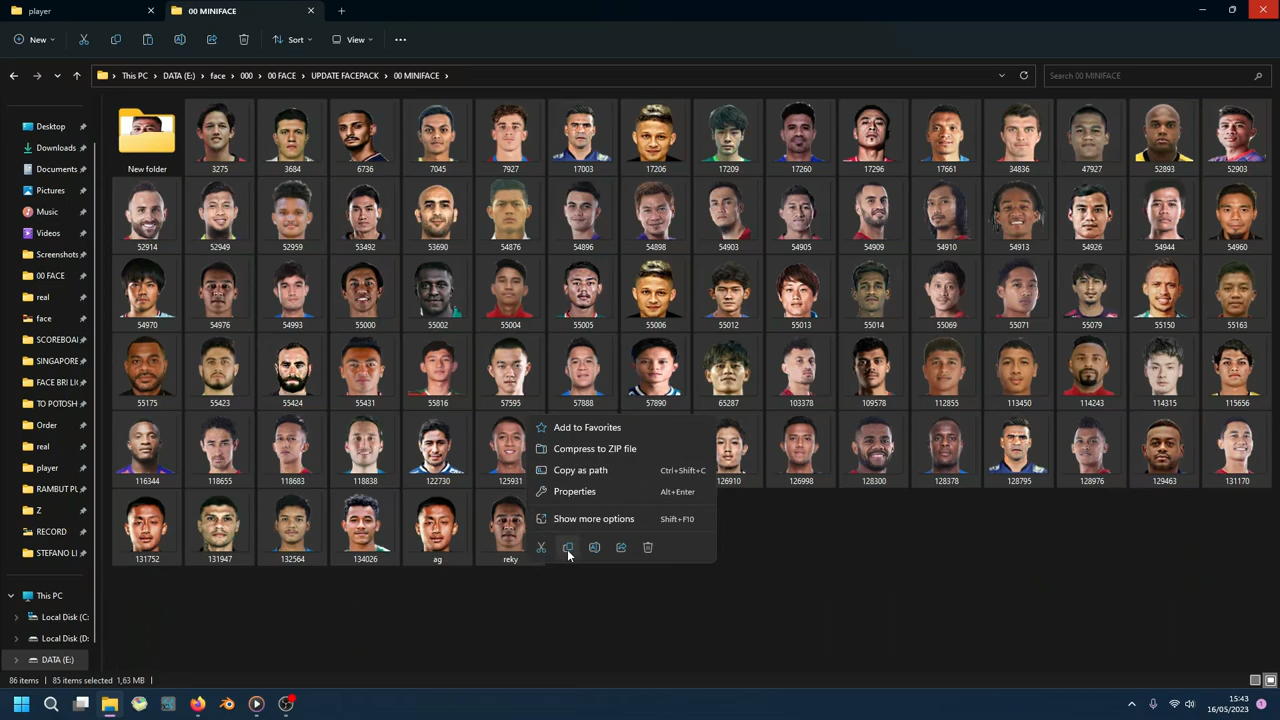 player
00 MINIFACE
New
Sort
View
This PC
DATA (E:)
face
000
00 FACE
UPDATE FACEPACK
00 MINIFACE
Search 00 MINIFACE
Desktop
Downloads
Documents
Pictures
Music
Videos
Screenshots
00 FACE
real
face
SCOREBOAI
SINGAPORE
FACE BRI LI
TO POTOSH
Order
real
player
RAMBUT PU
Z
RECORD
STEFANO LI
This PC
Local Disk (C:
Local Disk (D:
DATA (E:)
New folder 3275 3684 6736 7045 7927 17003 17206 17209 17260 17296 17661 34836 47927 52893 52903
52914 52949 52959 53492 53690 54876 54896 54898 54903 54905 54909 54910 54913 54926 54944 54960
54970 54976 54993 55000 55002 55004 55005 55006 55012 55013 55014 55069 55071 55079 55150 55163
55175 55423 55424 55431 55816 57595 57888 57890 65287 103378 109578 112855 113450 114243 114315 115656
116344 118655 118683 118838 122730 125931 126910 126998 128300 128378 128795 128976 129463 131170
131752 131947 132564 134026 ag reky
Add to Favorites
Compress to ZIP file
Copy as path Ctrl+Shift+C
Properties Alt+Enter
Show more options Shift+F10
86 items
85 items selected 1,63 MB
15:43
16/05/2023
1